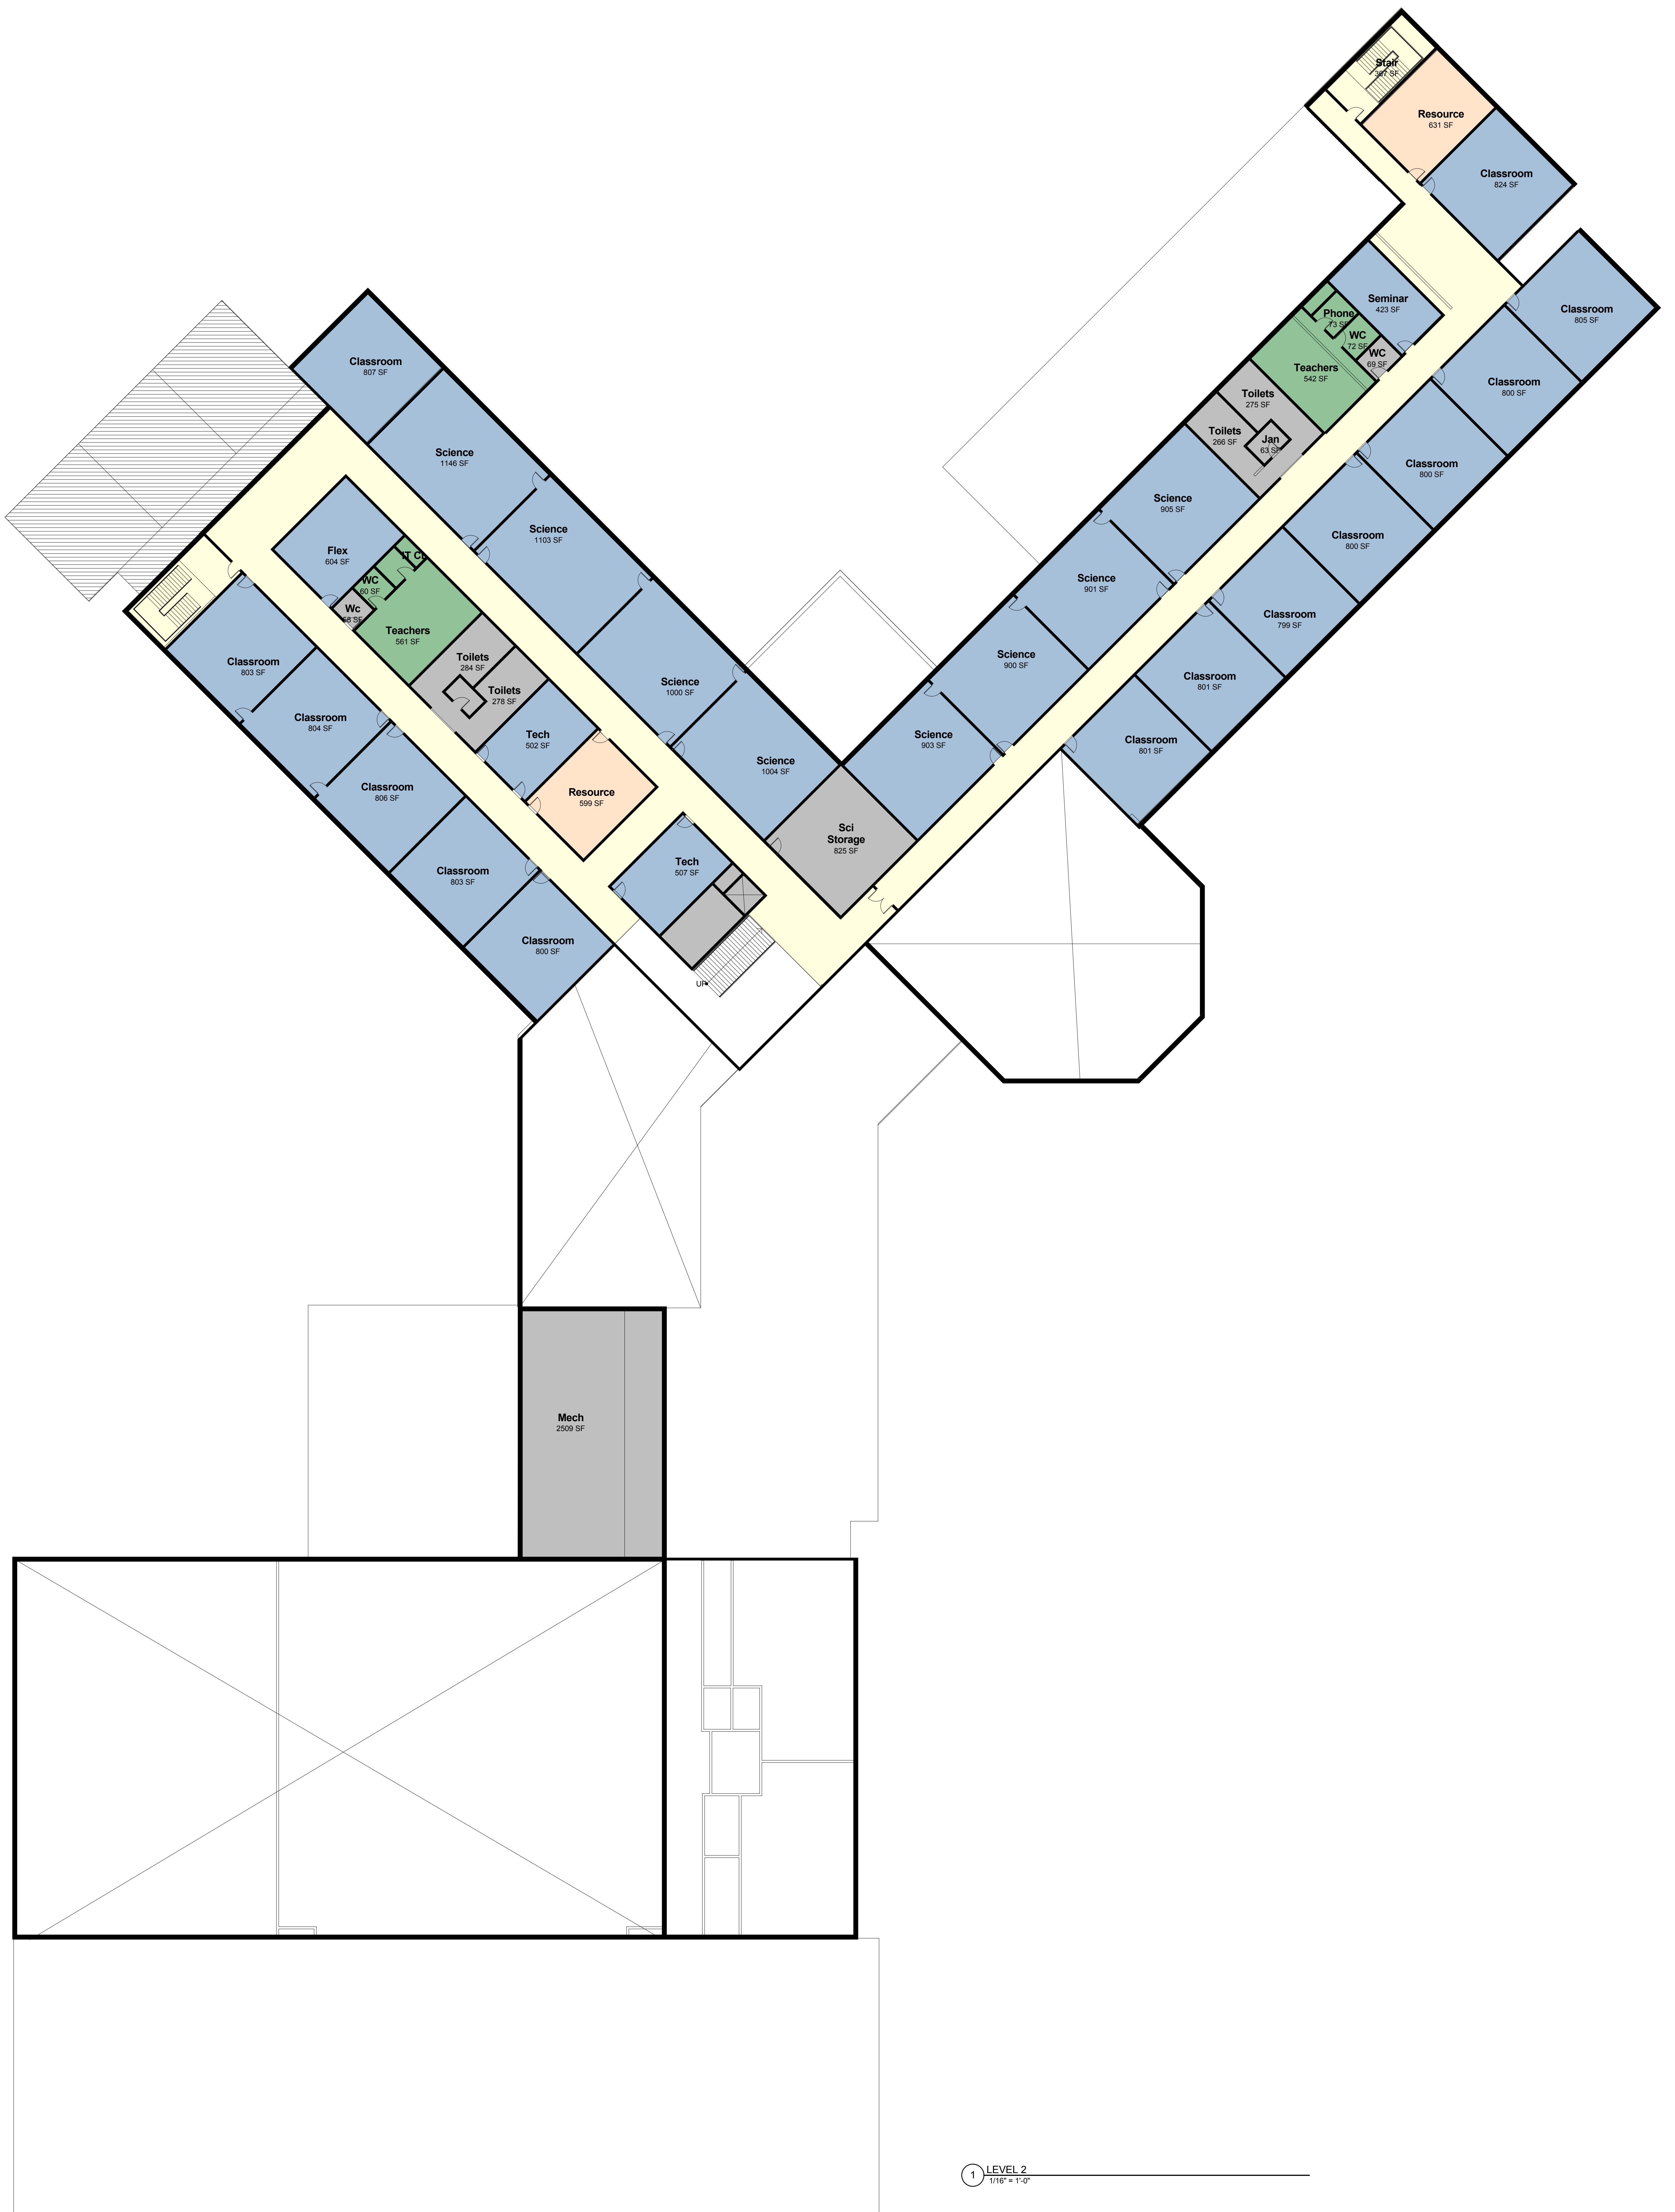 Stair
367 SF
Resource
631 SF
Classroom
824 SF
Seminar
423 SF
Classroom
805 SF
Phone
73 SF
WC
72 SF
WC
69 SF
Teachers
542 SF
Classroom
800 SF
Toilets
275 SF
Toilets
266 SF
Jan
63 SF
Classroom
800 SF
Science
905 SF
Classroom
800 SF
Science
901 SF
Classroom
799 SF
Science
900 SF
Classroom
801 SF
Science
903 SF
Classroom
801 SF
Classroom
807 SF
Science
1146 SF
Science
1103 SF
Flex
604 SF
IT
WC
60 SF
Wc
58 SF
Teachers
561 SF
Classroom
803 SF
Toilets
284 SF
Toilets
278 SF
Science
1000 SF
Classroom
804 SF
Tech
502 SF
Science
1004 SF
Classroom
806 SF
Resource
599 SF
Sci
Storage
825 SF
Tech
507 SF
Classroom
803 SF
Classroom
800 SF
UP
Mech
2509 SF
1
LEVEL 2
1/16" = 1'-0"